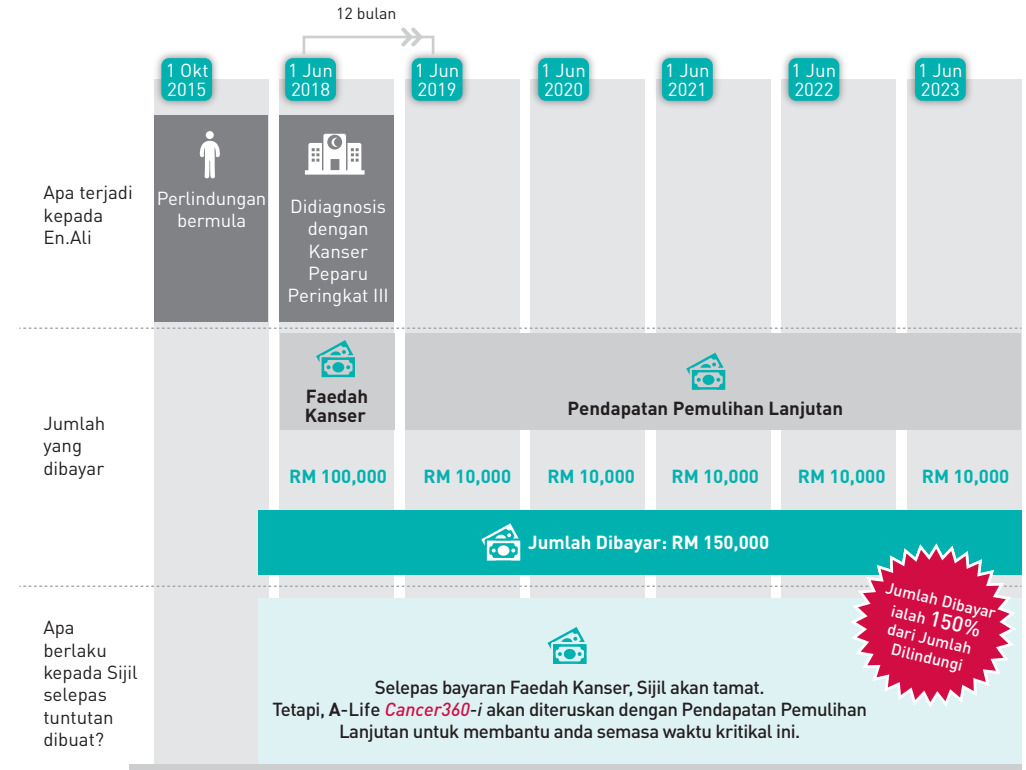 12 bulan
1 Okt
2015
1 Jun
2018
1 Jun
2019
1 Jun
2020
1 Jun
2021
1 Jun
2022
1 Jun
2023
Apa terjadi
kepada
En.Ali
Perlindungan
bermula
Didiagnosis
dengan
Kanser
Peparu
Peringkat III
Jumlah
yang
dibayar
Faedah
Kanser
Pendapatan Pemulihan Lanjutan
RM 100,000
RM 10,000
RM 10,000
RM 10,000
RM 10,000
RM 10,000
Jumlah Dibayar: RM 150,000
Jumlah Dibayar
ialah 150%
dari Jumlah
Dilindungi
Apa
berlaku
kepada Sijil
selepas
tuntutan
dibuat?
Selepas bayaran Faedah Kanser, Sijil akan tamat.
Tetapi, A-Life Cancer360-i akan diteruskan dengan Pendapatan Pemulihan
Lanjutan untuk membantu anda semasa waktu kritikal ini.